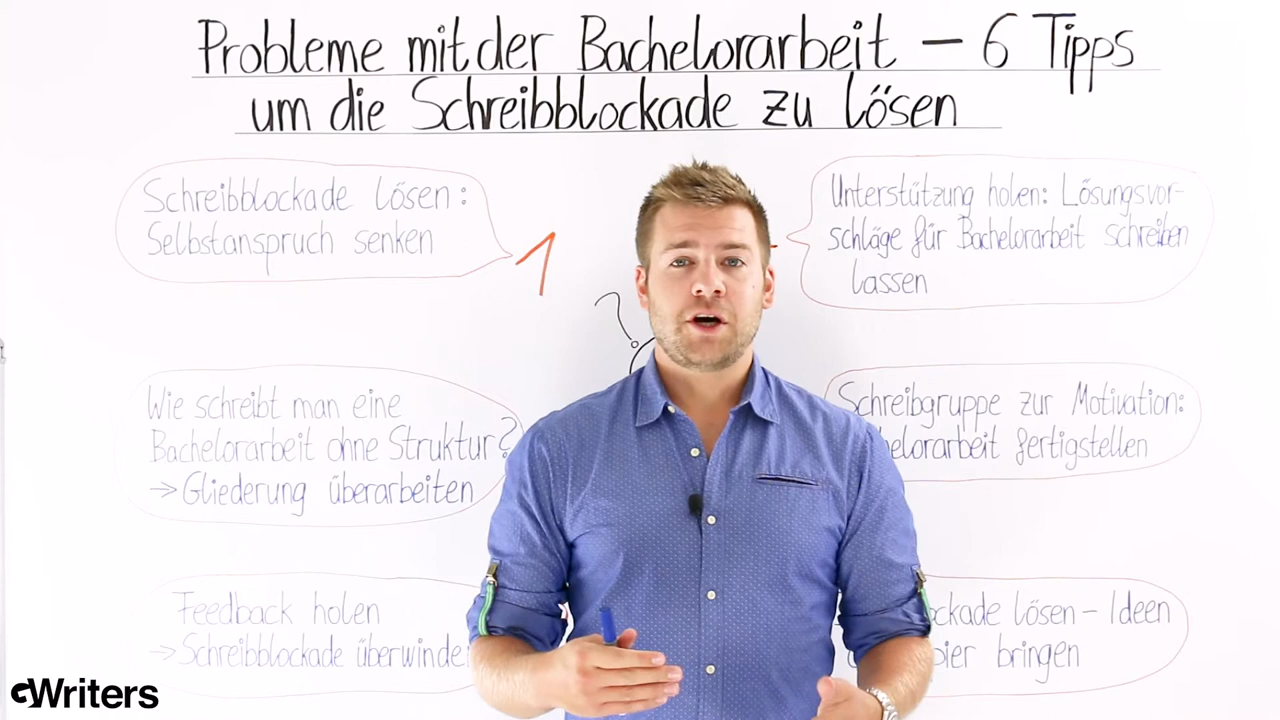 Probleme mit der Bachelorarbeit – 6 Tipps
um die Schreibblockade zu lösen
Schreibblockade lösen:
Selbstanspruch senken
1
Unterstützung holen: Lösungsvor-
schläge für Bachelorarbeit schreiben
lassen
?
Wie schreibt man eine
Bachelorarbeit ohne Struktur?
→ Gliederung überarbeiten
Schreibgruppe zur Motivation:
helorarbeit fertigstellen
Feedback holen
→ Schreibblockade überwinde
ckade lösen – Ideen
pier bringen
GWriters